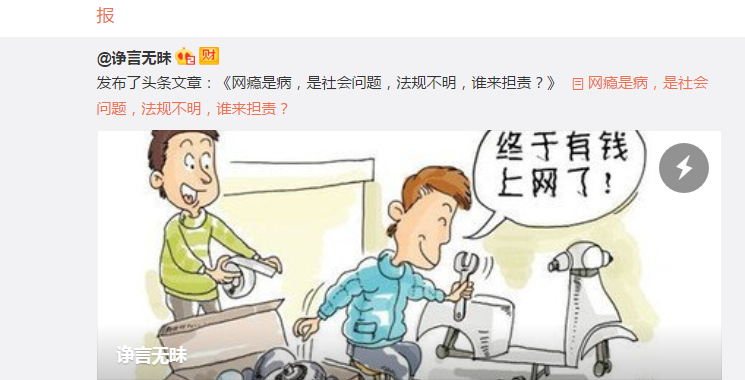 报
@诤言无昧 财
发布了头条文章：《网瘾是病，是社会问题，法规不明，谁来担责？》 网瘾是病，是社会
问题，法规不明，谁来担责？
终于有钱
上网了！
诤言无昧